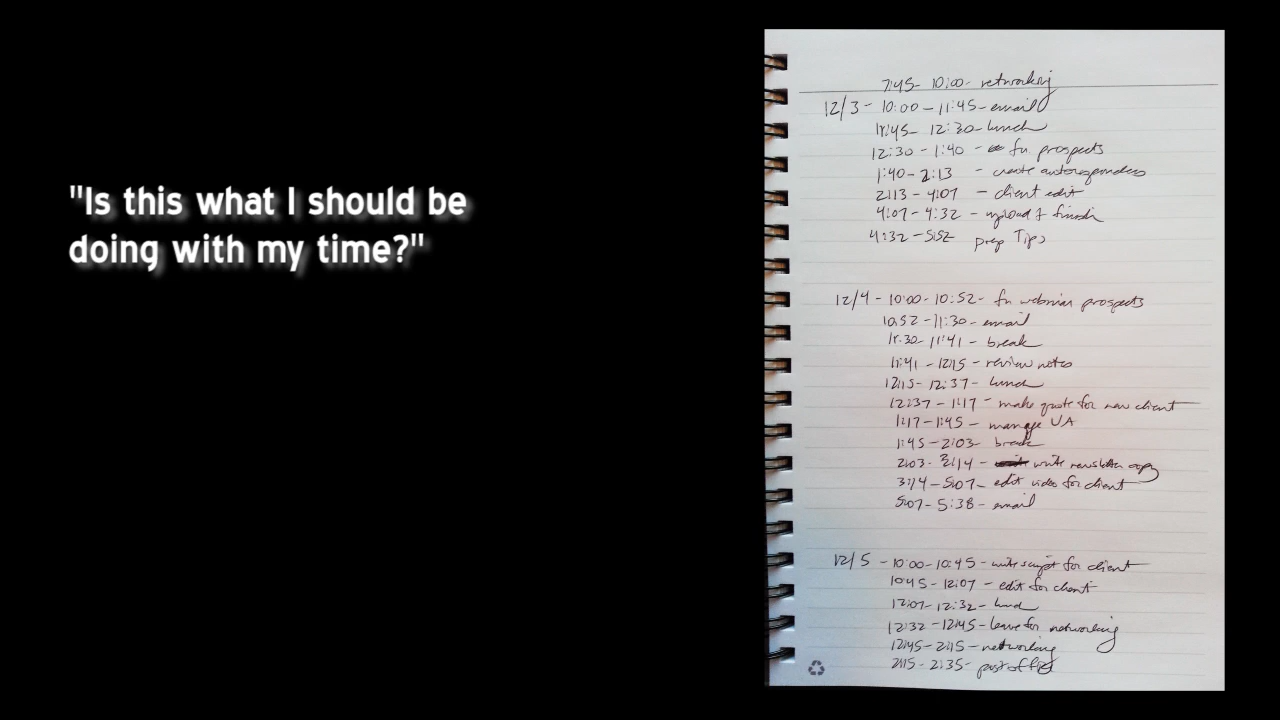 "Is this what I should be
doing with my time?"
7:45- 10:00- networking
12/3- 10:00-11:45-email
11:45- 12:30-lunch
12:30-1:40 - fu prospects
1:40- 2:13 - create autoresponders
2:13 - 4:07 - client edit
4:07- 4:32 - upload & finish
4:32 -5:52 prep Tips
12/4 - 10:00- 10:52- fu webinar prospects
10:52 -11:30- email
11:30- 11:41 - break
11:41 - 12:15 - review notes
12:15- 12:37- lunch
12:37 - 1:17 - make quote for new client
1:17-1:45 - manage VA
1:45 -2:03- break
2:03- 3:14 - write newsletter copy
3:14 - 5:07- edit video for client
5:07- 5:38- email
12/5 - 10:00-10:45 - write script for client
10:45 - 12:07 - edit for client
12:07- 12:32- lunch
12:32 -12:45-leave for networking
12:45- 2:15- networking
2:15 - 2:35- post office